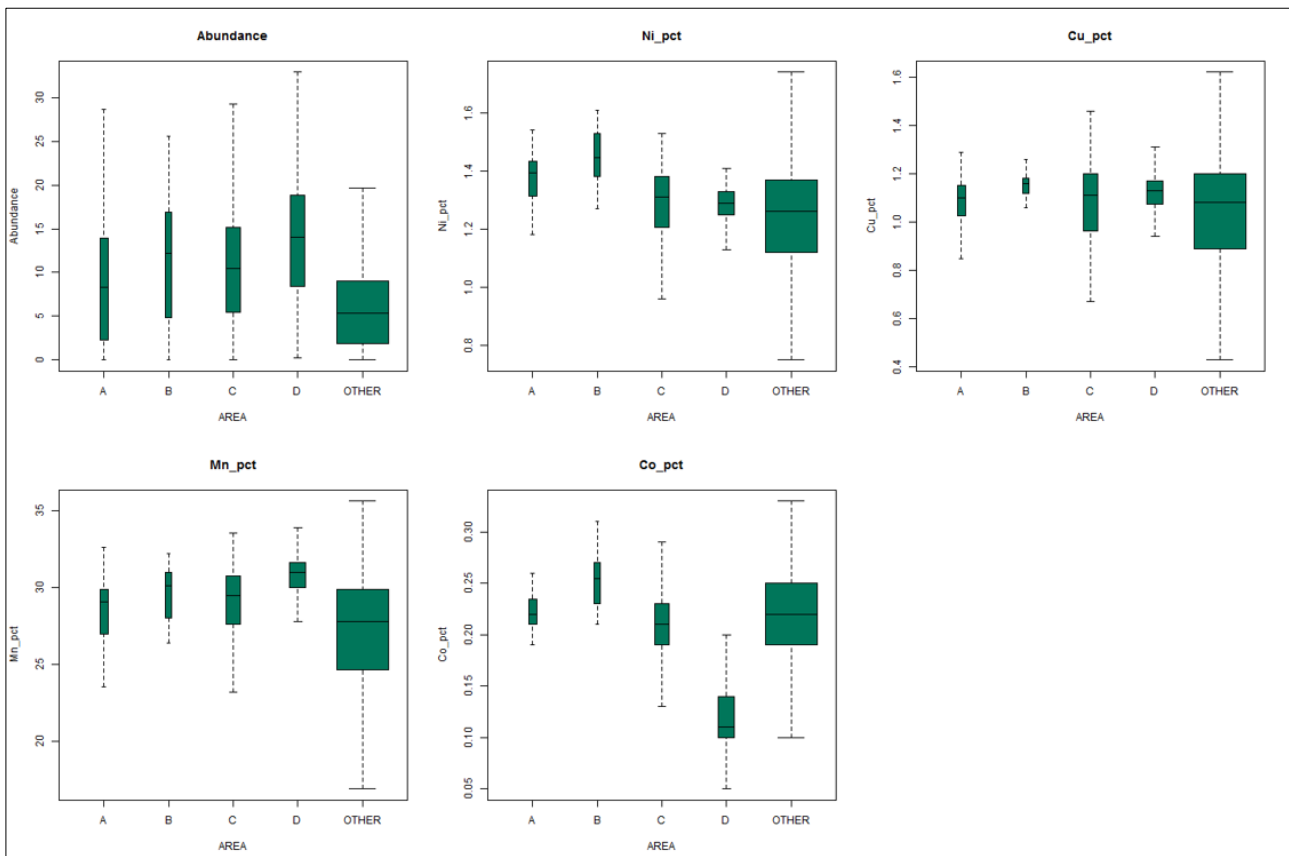 Abundance
Abundance
30
25
20
15
10
5
0
A B C D OTHER
AREA
Ni_pct
Ni_pct
1.6
1.4
1.2
1.0
0.8
A B C D OTHER
AREA
Cu_pct
Cu_pct
1.6
1.4
1.2
1.0
0.8
0.6
0.4
A B C D OTHER
AREA
Mn_pct
Mn_pct
35
30
25
20
A B C D OTHER
AREA
Co_pct
Co_pct
0.30
0.25
0.20
0.15
0.10
0.05
A B C D OTHER
AREA